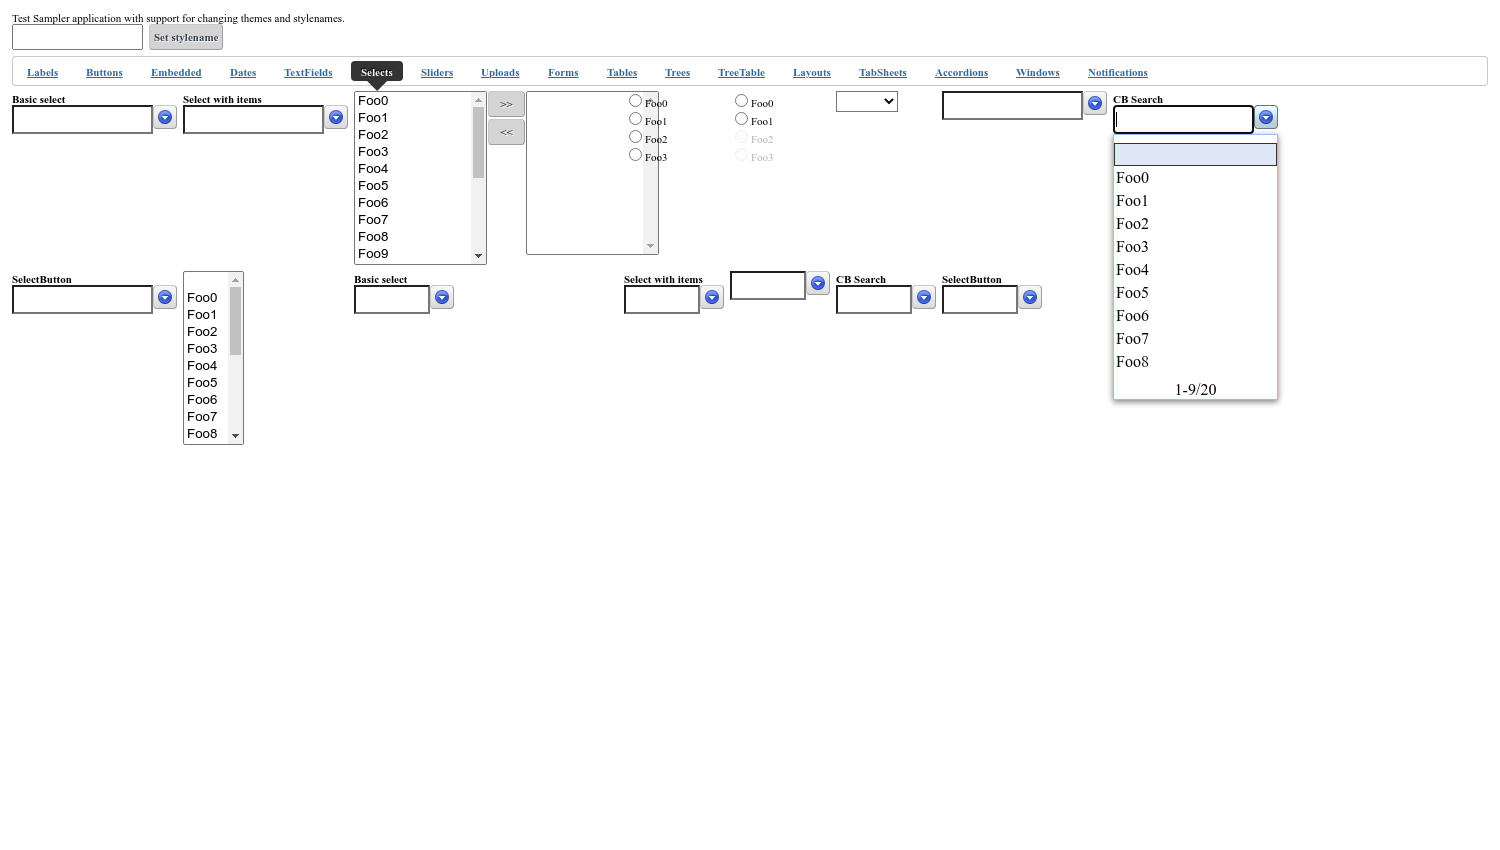 Test Sampler application with support for changing themes and stylenames.
Set stylename
Labels Buttons Embedded Dates TextFields Selects Sliders Uploads Forms Tables Trees TreeTable Layouts TabSheets Accordions Windows Notifications
Basic select
Select with items
Foo0
Foo1
Foo2
Foo3
Foo4
Foo5
Foo6
Foo7
Foo8
Foo9
>>
<<
Foo0
Foo1
Foo2
Foo3
Foo0
Foo1
Foo2
Foo3
CB Search
Foo0
Foo1
Foo2
Foo3
Foo4
Foo5
Foo6
Foo7
Foo8
1-9/20
SelectButton
Foo0
Foo1
Foo2
Foo3
Foo4
Foo5
Foo6
Foo7
Foo8
Basic select
Select with items
CB Search
SelectButton